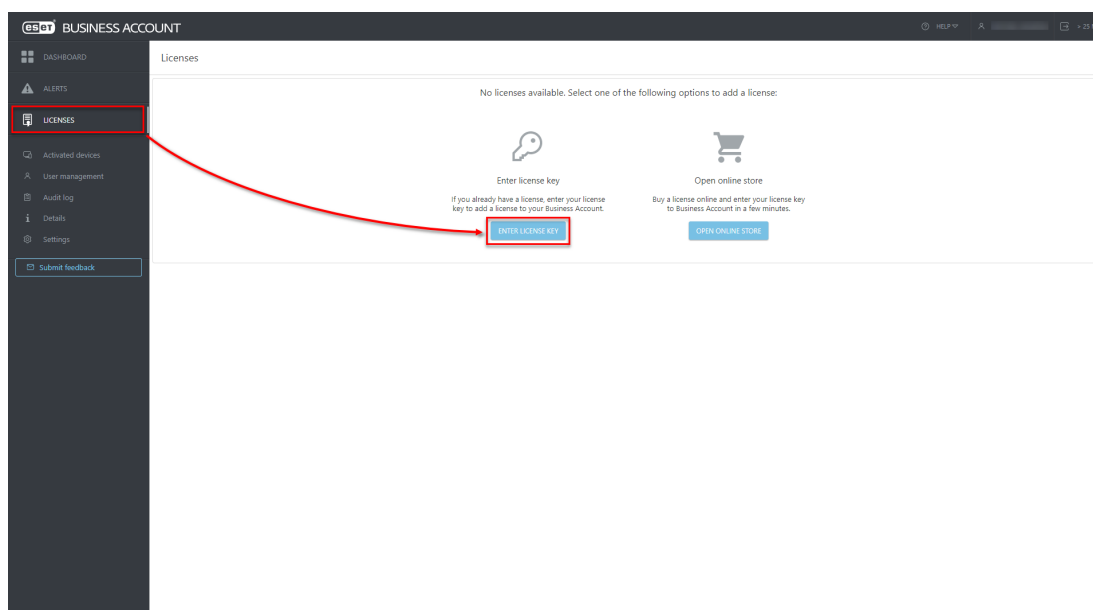 eset BUSINESS ACCOUNT
HELP
DASHBOARD
Licenses
ALERTS
No licenses available. Select one of the following options to add a license:
LICENSES
Activated devices
User management
Audit log
Details
Settings
Submit feedback
Enter license key
If you already have a license, enter your license
key to add a license to your Business Account.
ENTER LICENSE KEY
Open online store
Buy a license online and enter your license key
to Business Account in a few minutes.
OPEN ONLINE STORE